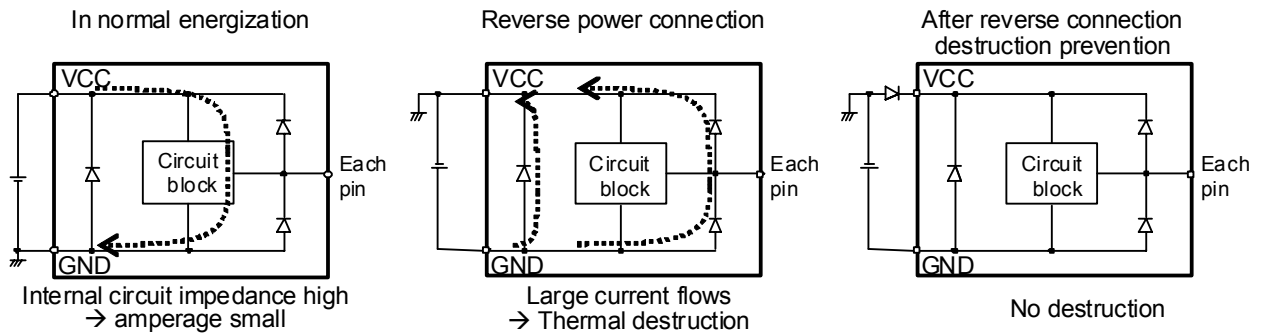 In normal energization
VCC
Circuit
block
Each
pin
GND
Internal circuit impedance high
→ amperage small
Reverse power connection
VCC
Circuit
block
Each
pin
GND
Large current flows
→ Thermal destruction
After reverse connection
destruction prevention
VCC
Circuit
block
Each
pin
GND
No destruction